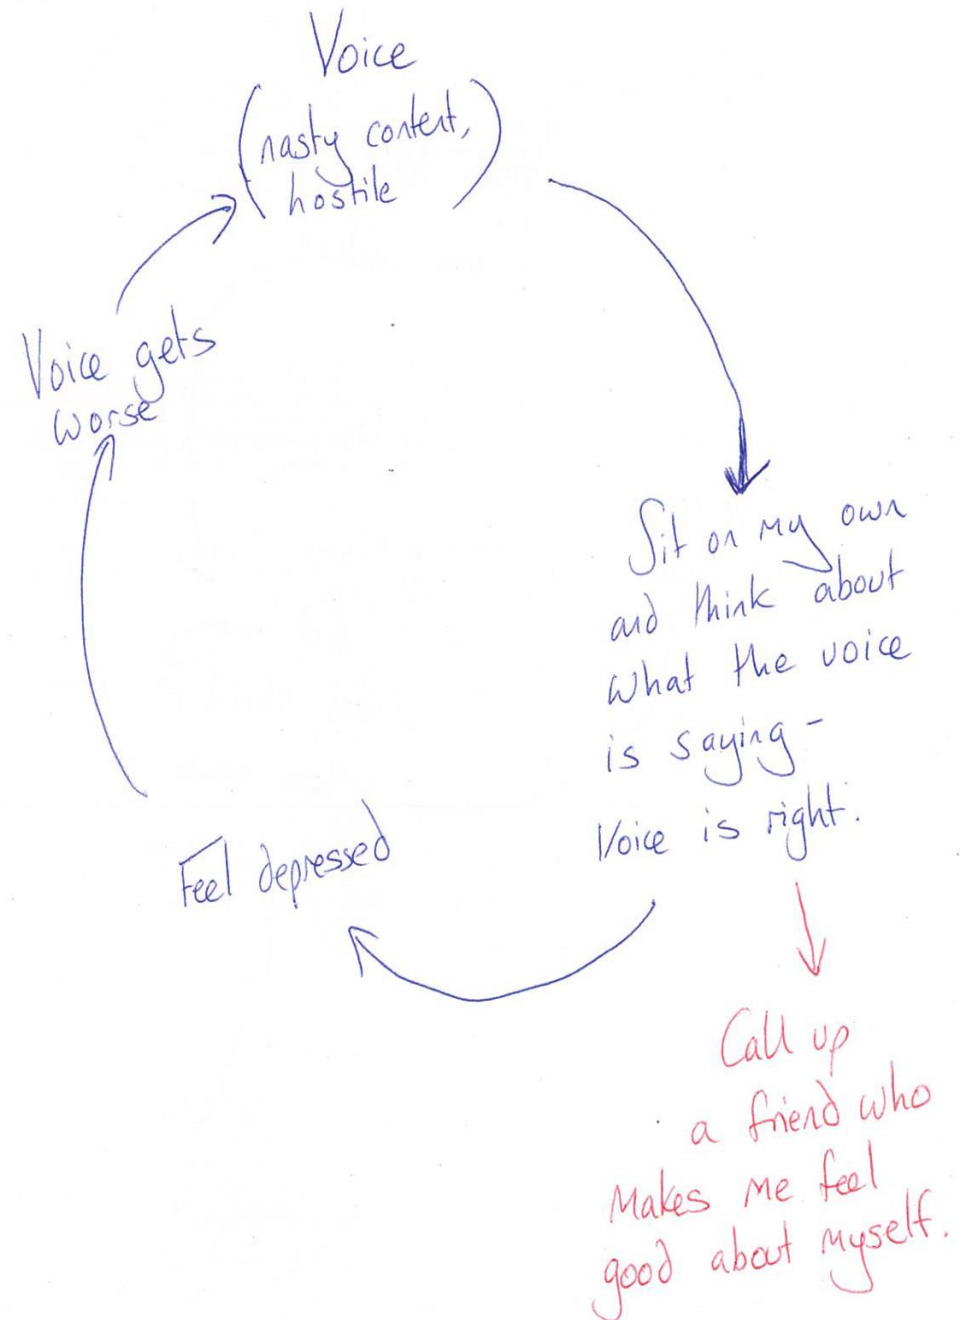 Voice
(nasty content,
hostile)
Sit on my own
and think about
what the voice
is saying -
Voice is right.
Feel depressed
Voice gets
worse
Call up
a friend who
makes me feel
good about myself.